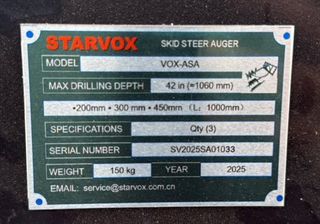 STARVOX SKID STEER AUGER
MODEL VOX-ASA
MAX DRILLING DEPTH 42 in (≈1060 mm)
•200mm • 300 mm • 450mm (L: 1000mm)
SPECIFICATIONS Qty (3)
SERIAL NUMBER SV2025SA01033
WEIGHT 150 kg YEAR 2025
EMAIL: service@starvox.com.cn